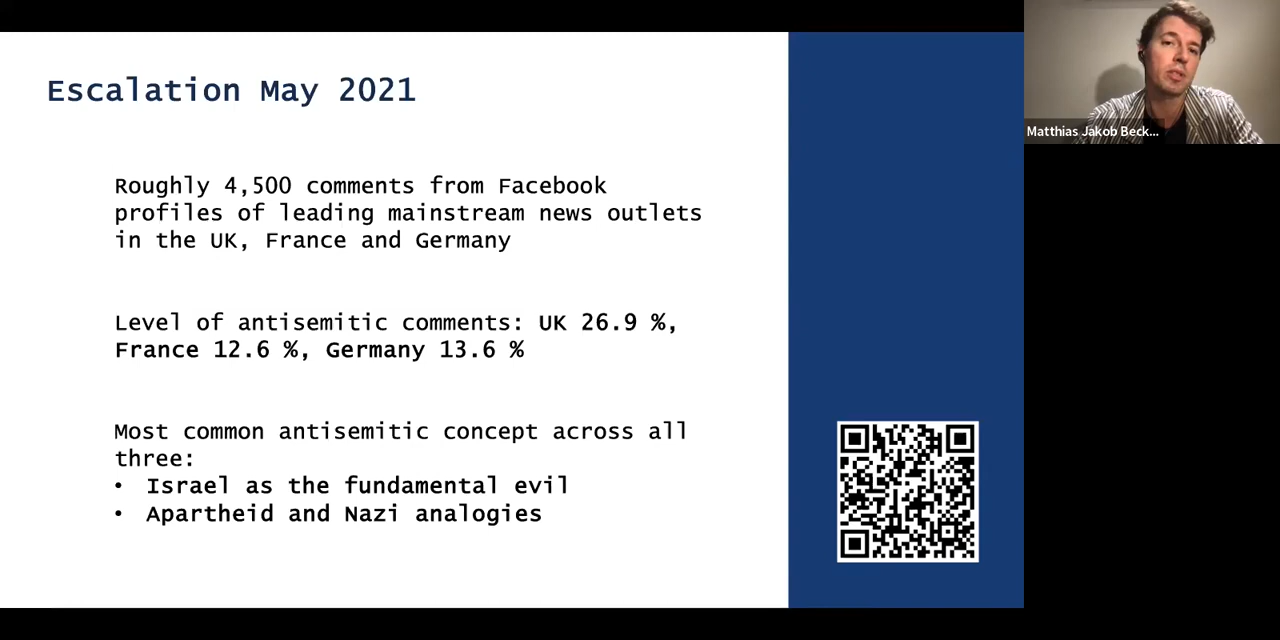 Escalation May 2021
Roughly 4,500 comments from Facebook
profiles of leading mainstream news outlets
in the UK, France and Germany
Level of antisemitic comments: UK 26.9 %,
France 12.6 %, Germany 13.6 %
Most common antisemitic concept across all
three:
• Israel as the fundamental evil
• Apartheid and Nazi analogies
Matthias Jakob Beck...